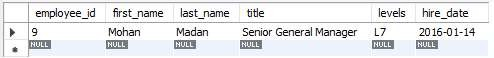 employee_id first_name last_name title levels hire_date
9 Mohan Madan Senior General Manager L7 2016-01-14
NULL NULL NULL NULL NULL NULL